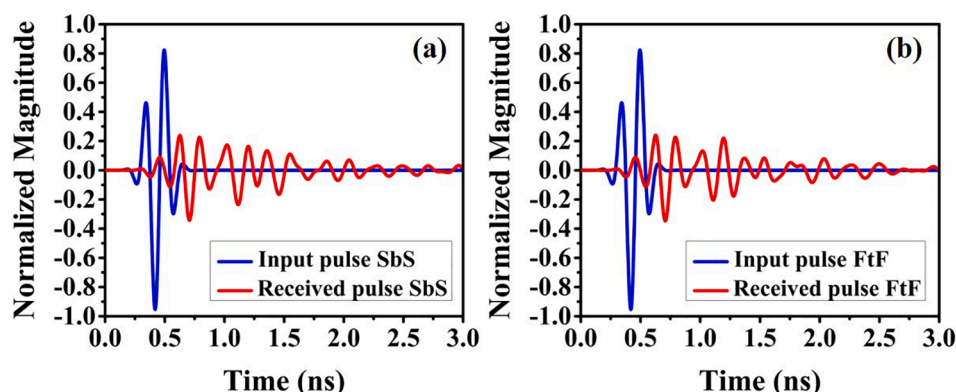 1.0
0.8
0.6
0.4
0.2
0.0
-0.2
-0.4
-0.6
-0.8
-1.0
Normalized Magnitude
(a)
Input pulse SbS
Received pulse SbS
0.0 0.5 1.0 1.5 2.0 2.5 3.0
Time (ns)
1.0
0.8
0.6
0.4
0.2
0.0
-0.2
-0.4
-0.6
-0.8
-1.0
Normalized Magnitude
(b)
Input pulse FtF
Received pulse FtF
0.0 0.5 1.0 1.5 2.0 2.5 3.0
Time (ns)